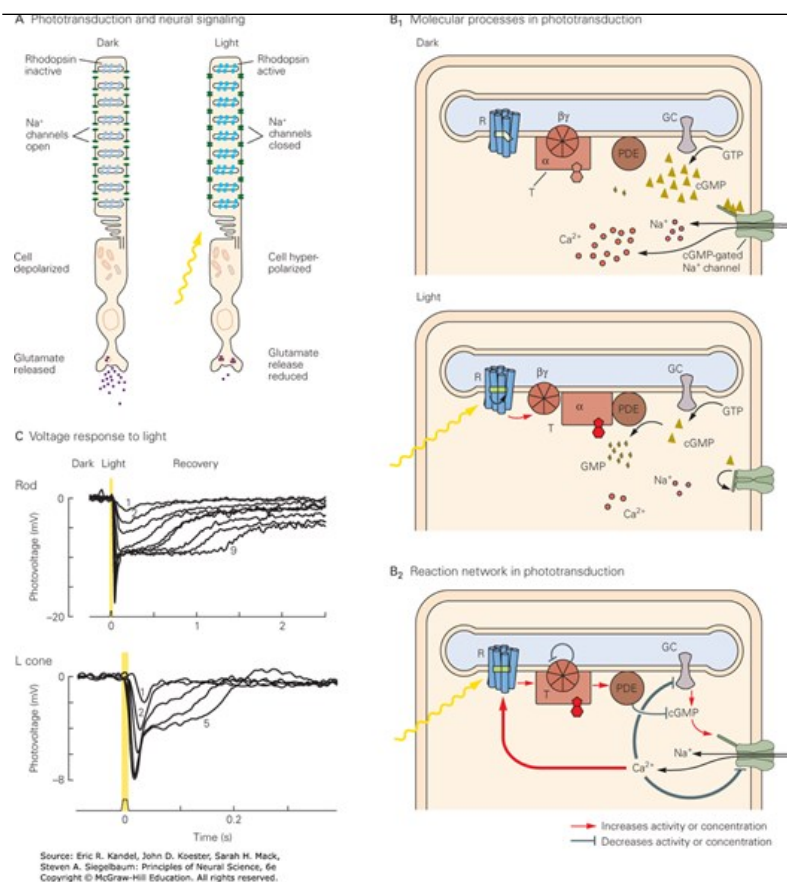 A Phototransduction and neural signaling
Dark
Light
Rhodopsin
inactive
Rhodopsin
active
Na⁺
channels
open
Na⁺
channels
closed
Cell
depolarized
Cell hyper-
polarized
Glutamate
released
Glutamate
release
reduced
B₁ Molecular processes in phototransduction
Dark
R
βγ
α
T
PDE
GC
GTP
cGMP
Ca²⁺
Na⁺
cGMP-gated
Na⁺ channel
Light
R
βγ
T
α
PDE
GC
GTP
cGMP
GMP
Na⁺
Ca²⁺
C Voltage response to light
Dark Light Recovery
Rod
Photovoltage (mV)
0
−20
1
9
0 1 2
L cone
Photovoltage (mV)
0
−8
1
2
5
0 0.2
Time (s)
B₂ Reaction network in phototransduction
R
T
PDE
GC
cGMP
Na⁺
Ca²⁺
Increases activity or concentration
Decreases activity or concentration
Source: Eric R. Kandel, John D. Koester, Sarah H. Mack,
Steven A. Siegelbaum: Principles of Neural Science, 6e
Copyright © McGraw-Hill Education. All rights reserved.